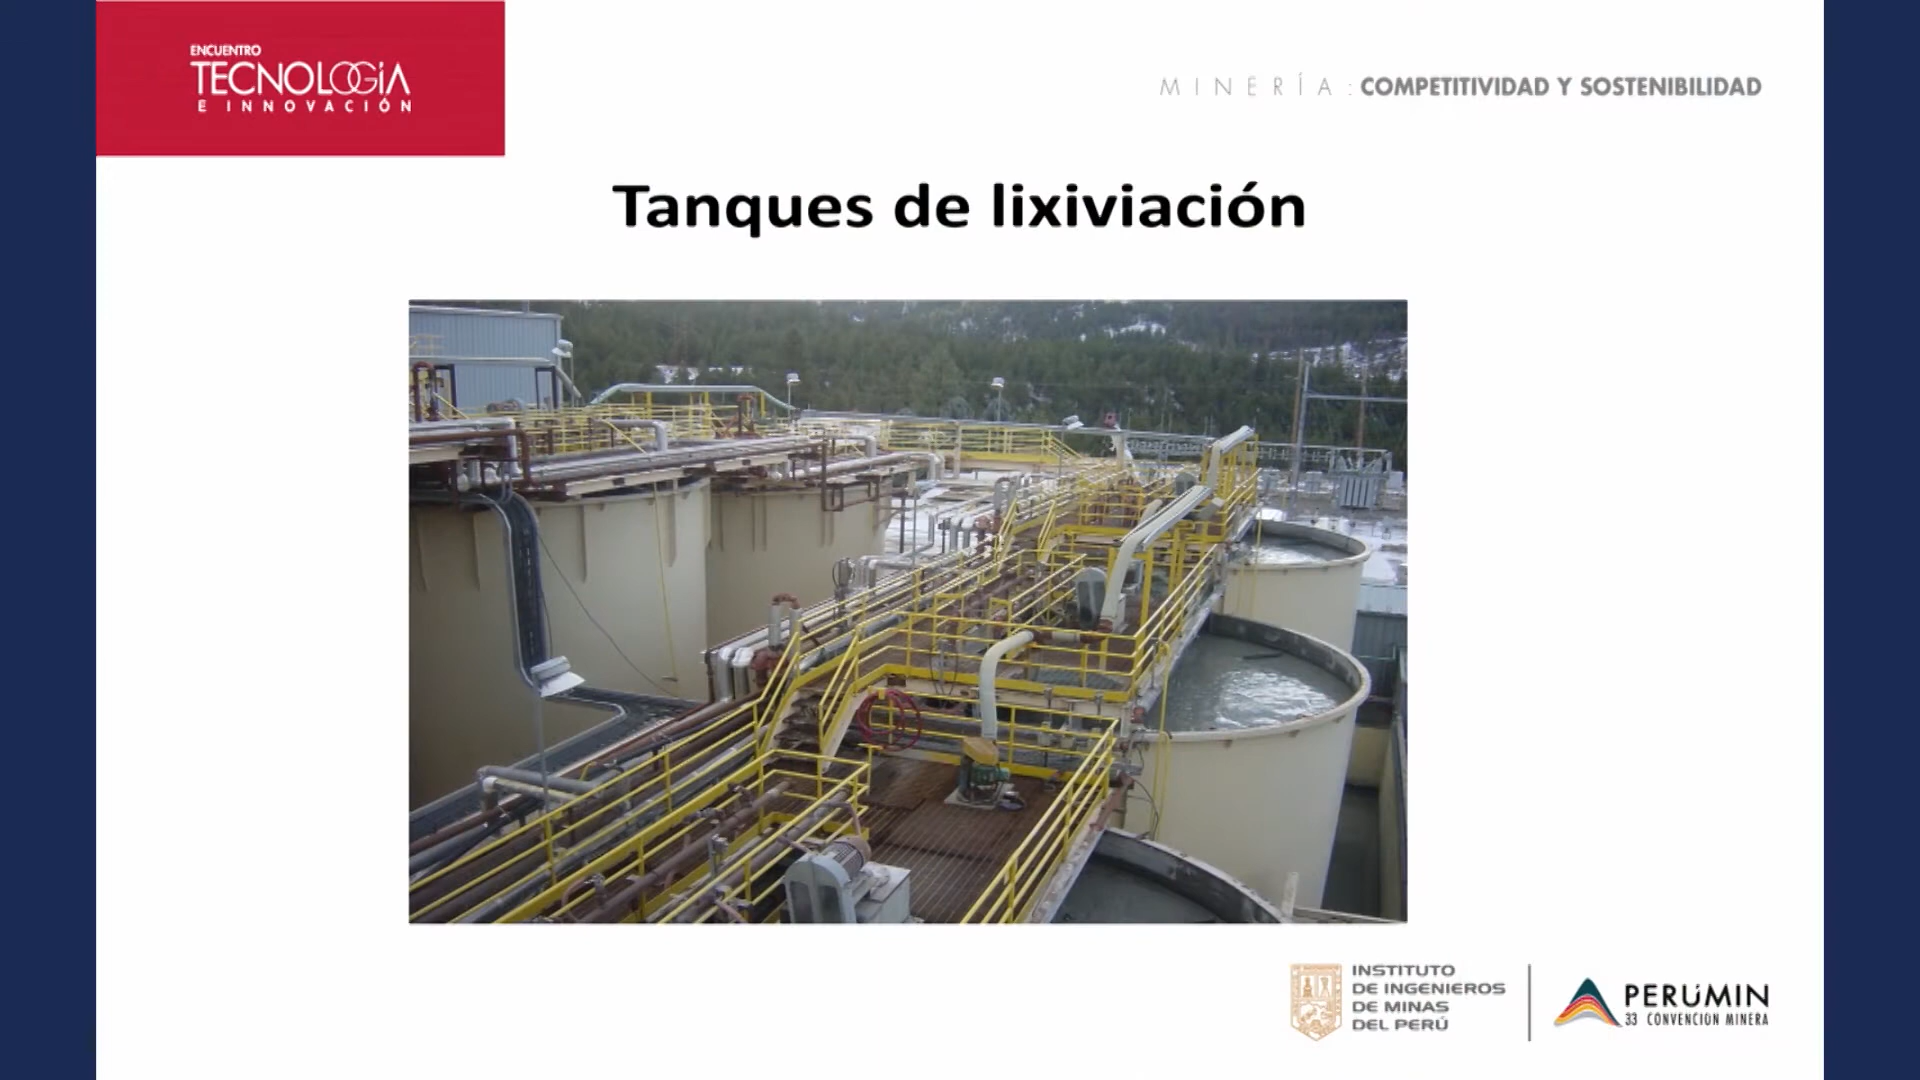 ENCUENTRO
TECNOLOGÍA
E INNOVACIÓN
MINERÍA: COMPETITIVIDAD Y SOSTENIBILIDAD
Tanques de lixiviación
INSTITUTO
DE INGENIEROS
DE MINAS
DEL PERÚ
PERÚMIN
33 CONVENCIÓN MINERA